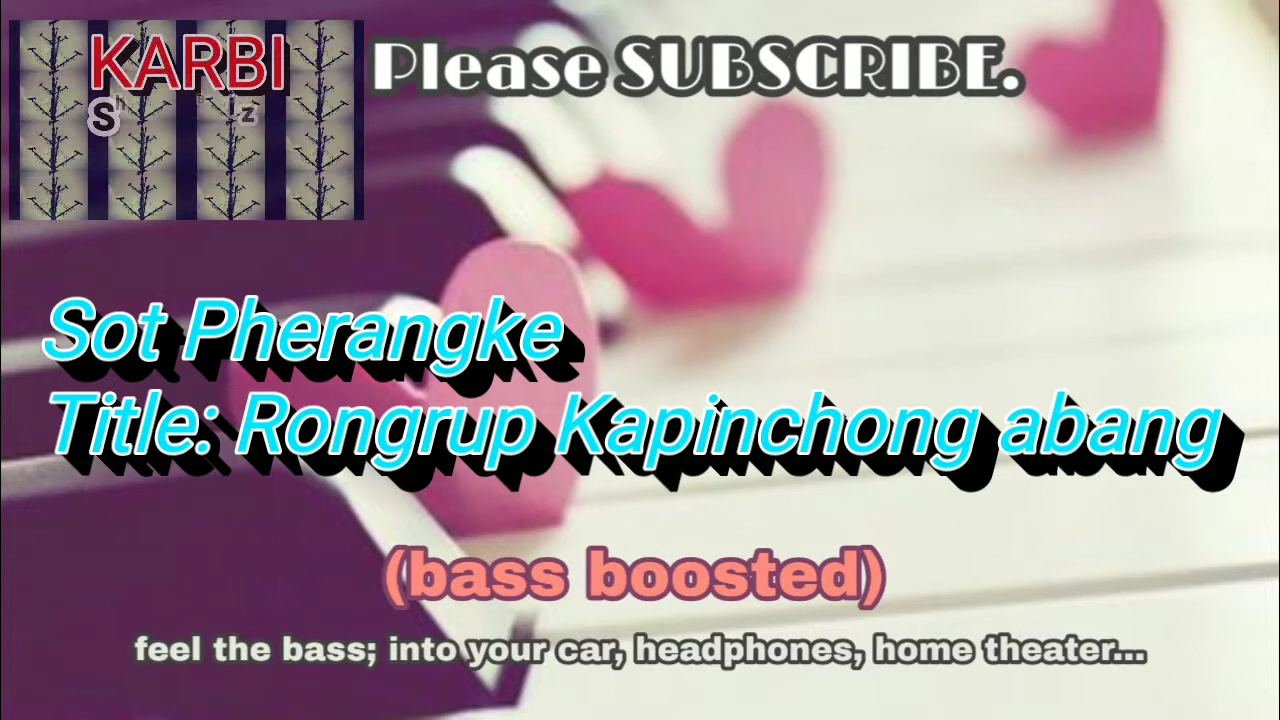 KARBI
Please SUBSCRIBE.
Sot Pherangke
Title: Rongrup Kapinchong abang
(bass boosted)
feel the bass; into your car, headphones, home theater...